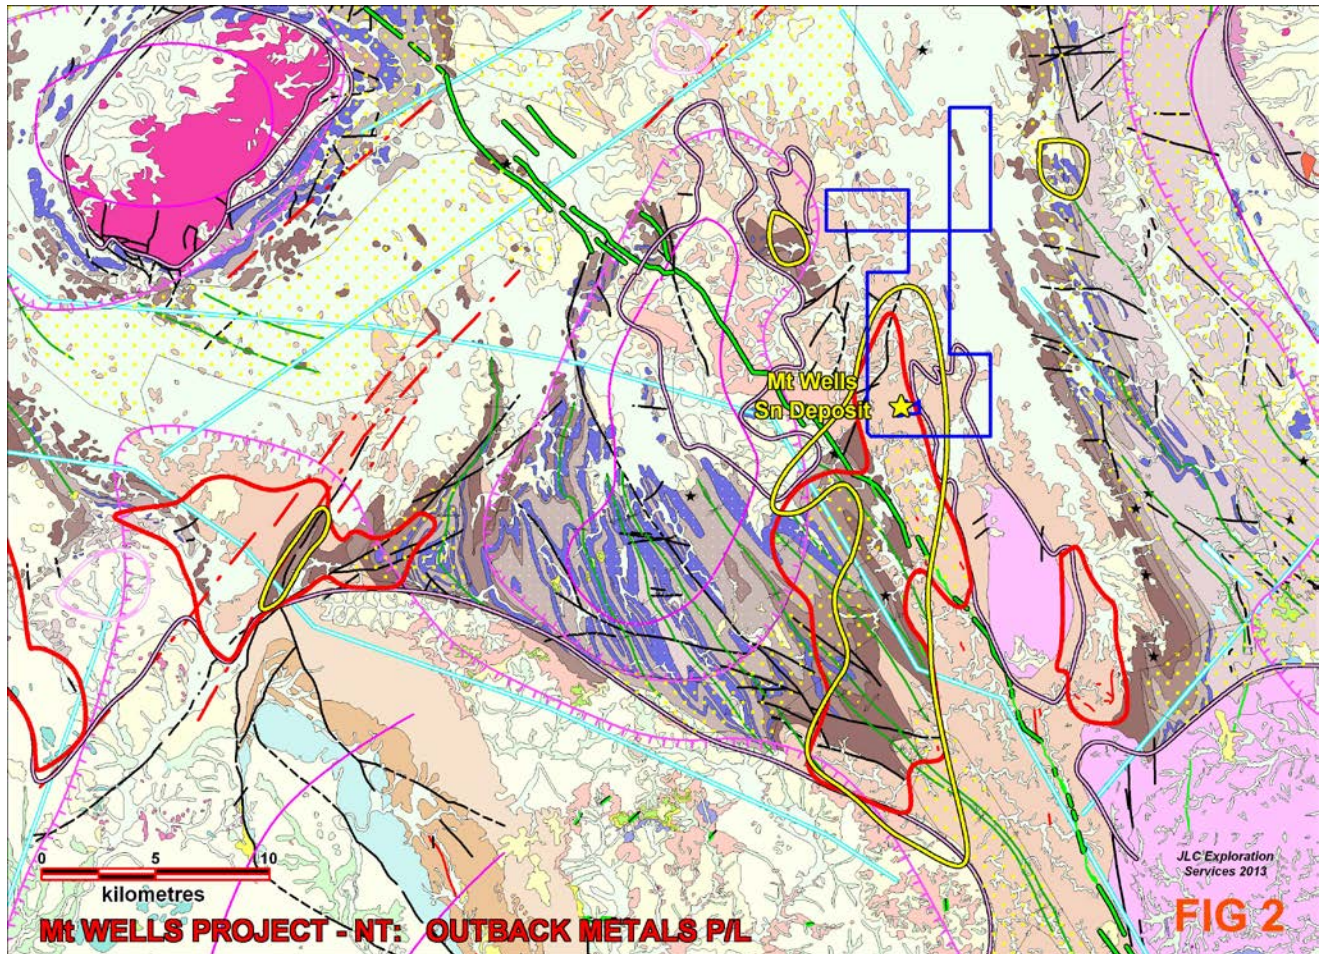 Mt Wells
Sn Deposit
0 5 10
kilometres
JLC Exploration
Services 2013
Mt WELLS PROJECT - NT: OUTBACK METALS P/L
FIG 2